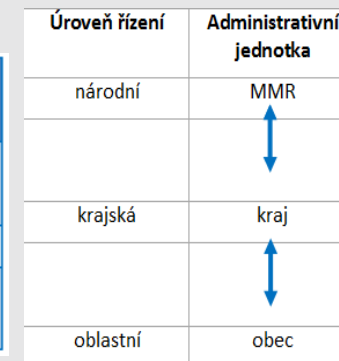 Úroveň řízení Administrativní
jednotka
národní MMR
krajská kraj
oblastní obec